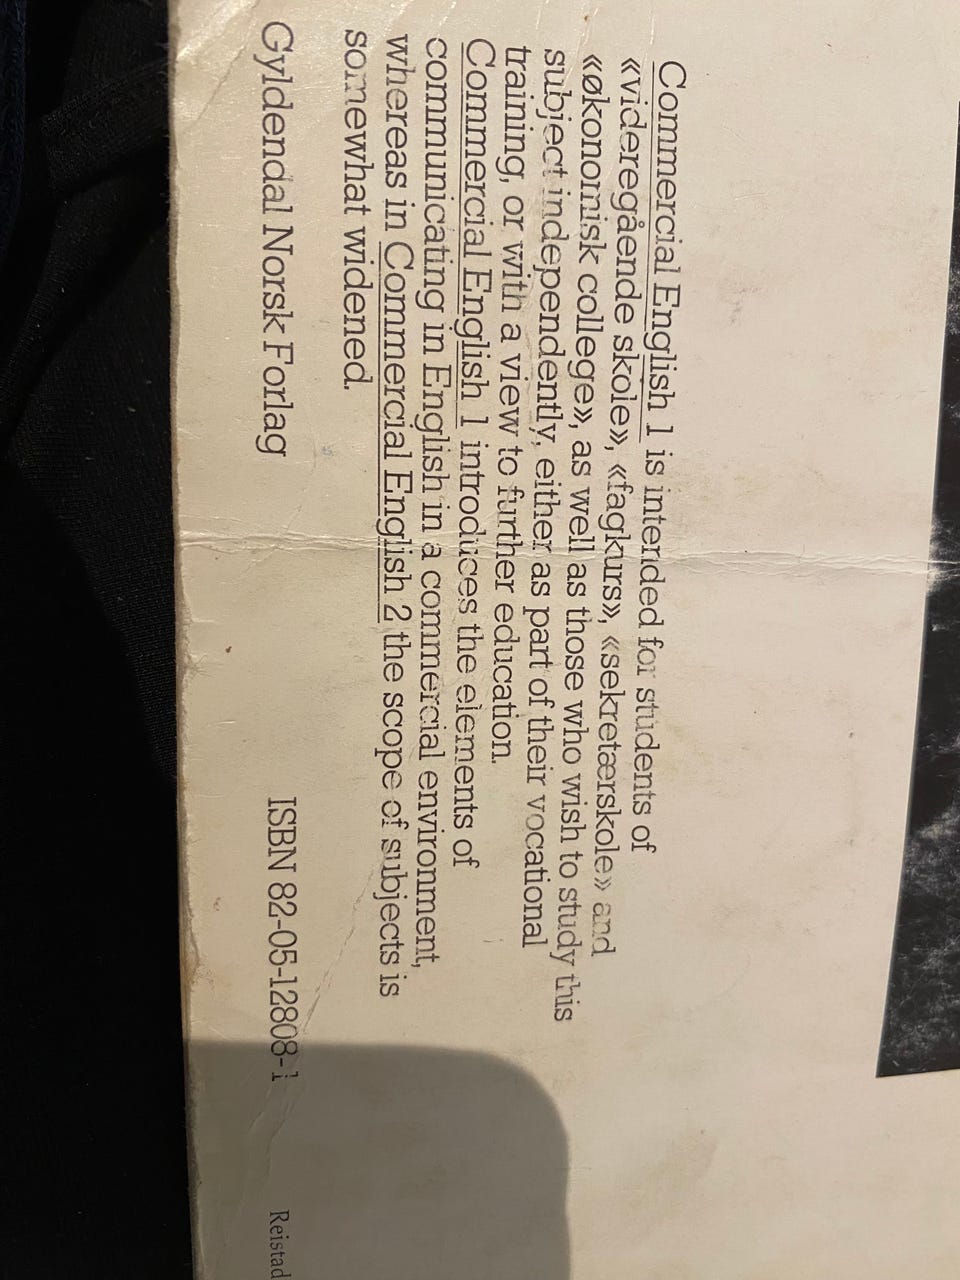 Commercial English 1 is intended for students of
«videregående skole», «fagkurs», «sekretærskole» and
«økonomisk college», as well as those who wish to study this
subject independently, either as part of their vocational
training, or with a view to further education.
Commercial English 1 introduces the elements of
communicating in English in a commercial environment,
whereas in Commercial English 2 the scope of subjects is
somewhat widened.
Gyldendal Norsk Forlag
ISBN 82-05-12808-1
Reistad